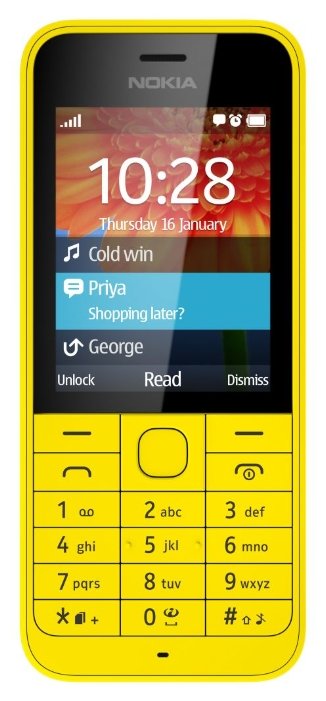 NOKIA
10:28
Thursday 16 January
Cold win
Priya
Shopping later?
George
Unlock Read Dismiss
1 2 abc 3 def
4 ghi 5 jkl 6 mno
7 pqrs 8 tuv 9 wxyz
* + 0 #